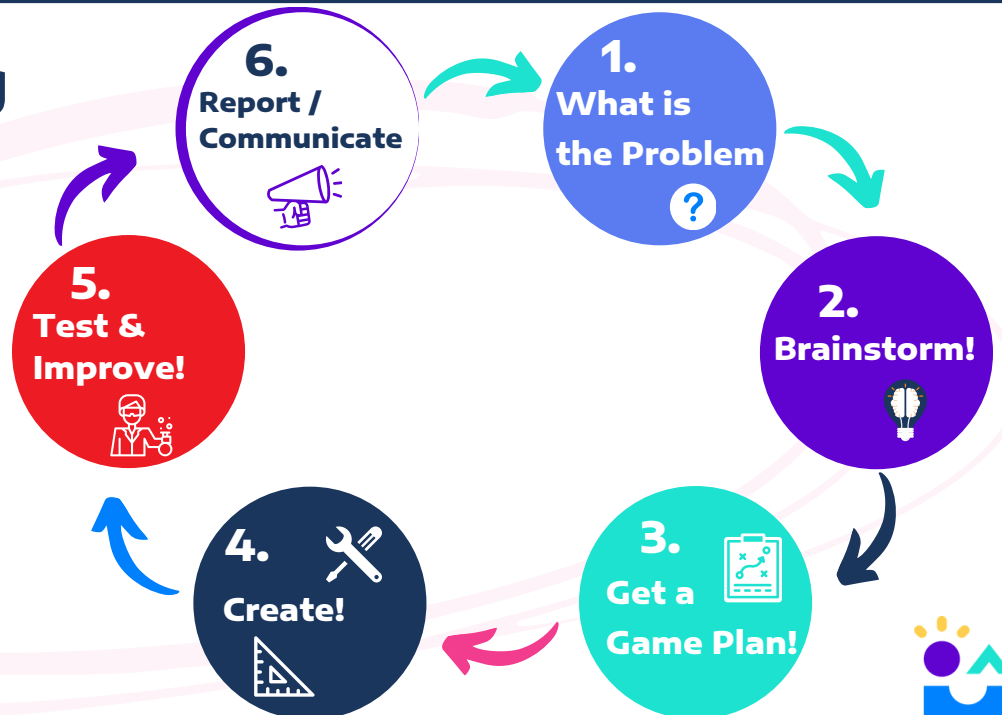 g
1.
What is
the Problem
?
2.
Brainstorm!
3.
Get a
Game Plan!
4.
Create!
5.
Test &
Improve!
6.
Report /
Communicate